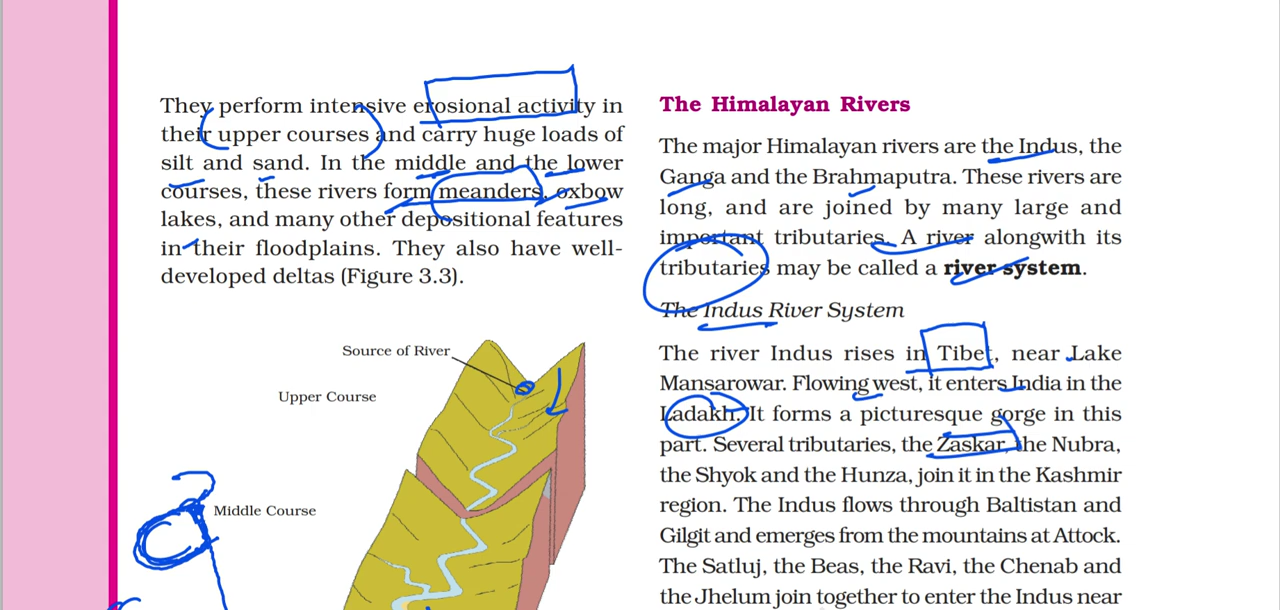 They perform intensive erosional activity in
their upper courses and carry huge loads of
silt and sand. In the middle and the lower
courses, these rivers form meanders, oxbow
lakes, and many other depositional features
in their floodplains. They also have well-
developed deltas (Figure 3.3).
Source of River
Upper Course
Middle Course
The Himalayan Rivers
The major Himalayan rivers are the Indus, the
Ganga and the Brahmaputra. These rivers are
long, and are joined by many large and
important tributaries. A river alongwith its
tributaries may be called a river system.
The Indus River System
The river Indus rises in Tibet, near Lake
Mansarowar. Flowing west, it enters India in the
Ladakh. It forms a picturesque gorge in this
part. Several tributaries, the Zaskar, the Nubra,
the Shyok and the Hunza, join it in the Kashmir
region. The Indus flows through Baltistan and
Gilgit and emerges from the mountains at Attock.
The Satluj, the Beas, the Ravi, the Chenab and
the Jhelum join together to enter the Indus near